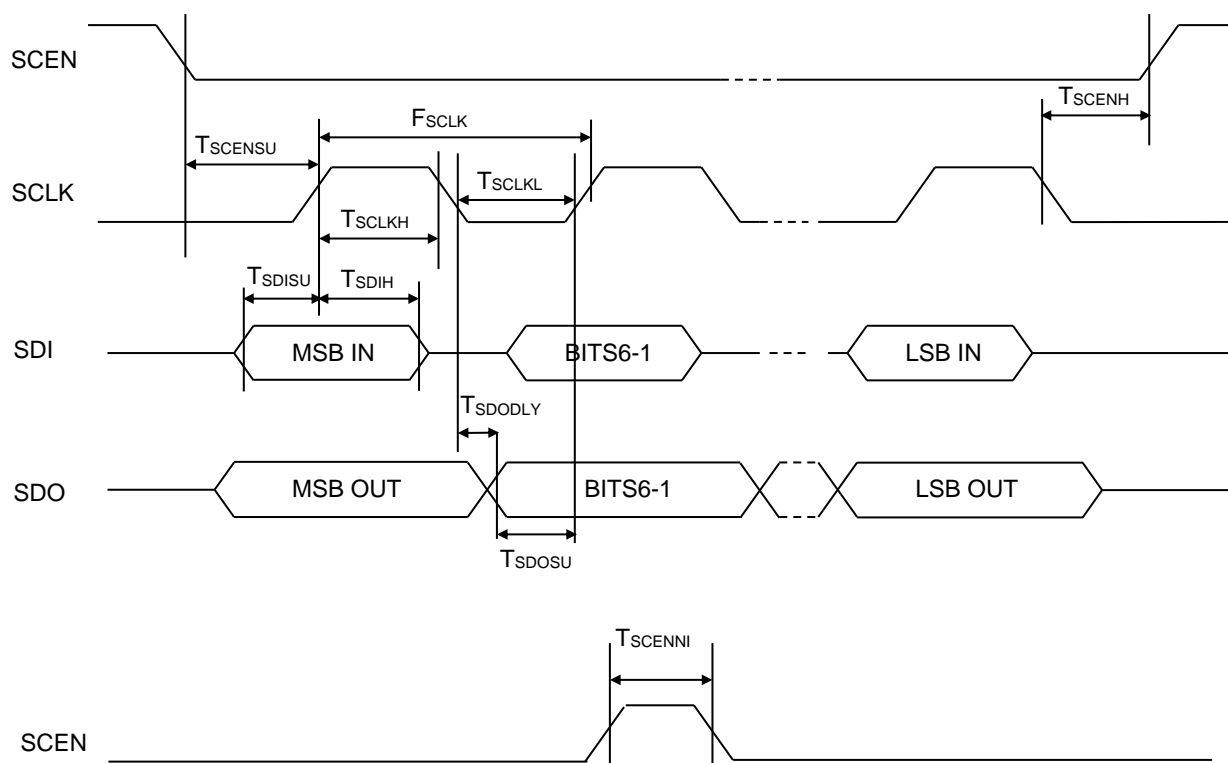 SCEN
TSCENH
FSCLK
TSCENSU
SCLK
TSCLKL
TSCLKH
TSDISU
TSDIH
SDI
MSB IN
BITS6-1
LSB IN
TSDODLY
SDO
MSB OUT
BITS6-1
LSB OUT
TSDOSU
TSCENNI
SCEN